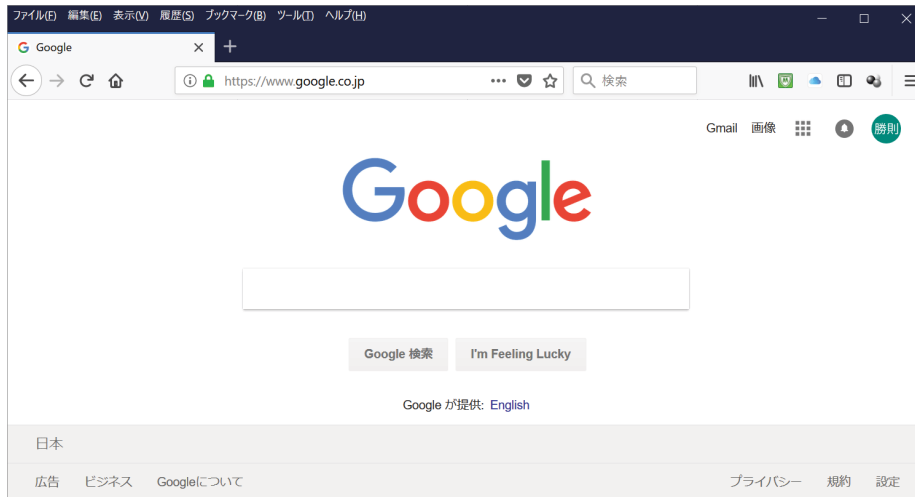 ファイル(F) 編集(E) 表示(V) 履歴(S) ブックマーク(B) ツール(T) ヘルプ(H)
G Google
https://www.google.co.jp 検索
Gmail 画像 勝則
Google
Google 検索 I'm Feeling Lucky
Google が提供: English
日本
広告 ビジネス Googleについて プライバシー 規約 設定